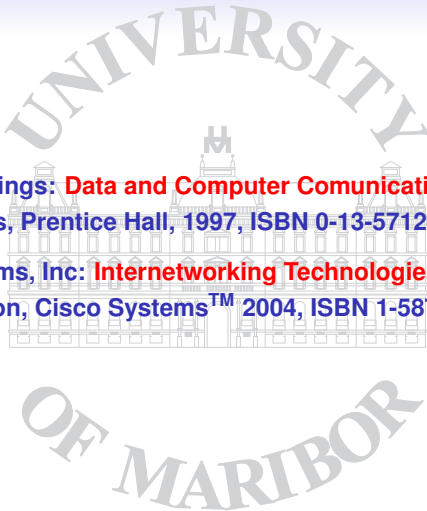 UNIVERSITY
ings: Data and Computer Comunicati
s, Prentice Hall, 1997, ISBN 0-13-5712
ms, Inc: Internetworking Technologie
on, Cisco Systems™ 2004, ISBN 1-58
OF MARIBOR